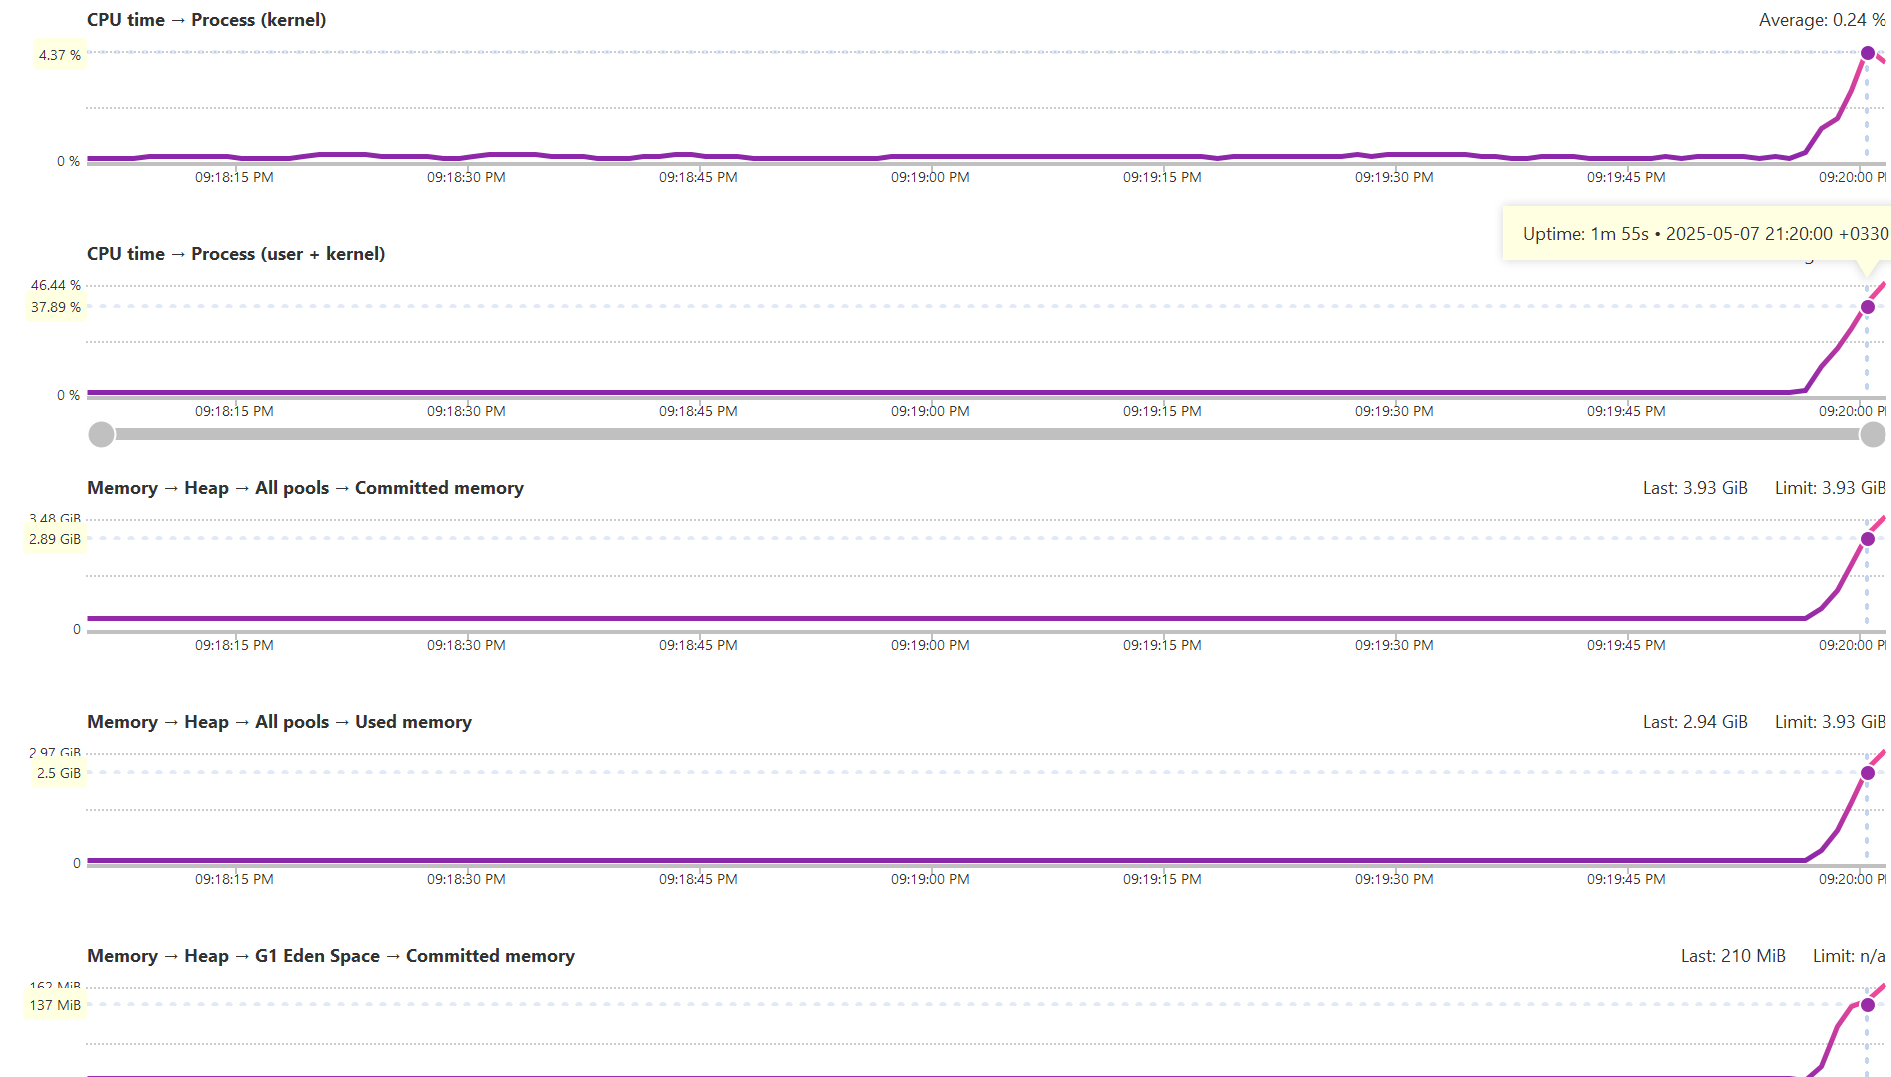 CPU time → Process (kernel) Average: 0.24 %
4.37 %
0 %
09:18:15 PM 09:18:30 PM 09:18:45 PM 09:19:00 PM 09:19:15 PM 09:19:30 PM 09:19:45 PM 09:20:00 P
Uptime: 1m 55s • 2025-05-07 21:20:00 +0330
CPU time → Process (user + kernel)
46.44 %
37.89 %
0 %
09:18:15 PM 09:18:30 PM 09:18:45 PM 09:19:00 PM 09:19:15 PM 09:19:30 PM 09:19:45 PM 09:20:00 P
Memory → Heap → All pools → Committed memory Last: 3.93 GiB Limit: 3.93 GiB
3.48 GiB
2.89 GiB
0
09:18:15 PM 09:18:30 PM 09:18:45 PM 09:19:00 PM 09:19:15 PM 09:19:30 PM 09:19:45 PM 09:20:00 P
Memory → Heap → All pools → Used memory Last: 2.94 GiB Limit: 3.93 GiB
2.97 GiB
2.5 GiB
0
09:18:15 PM 09:18:30 PM 09:18:45 PM 09:19:00 PM 09:19:15 PM 09:19:30 PM 09:19:45 PM 09:20:00 P
Memory → Heap → G1 Eden Space → Committed memory Last: 210 MiB Limit: n/a
162 MiB
137 MiB